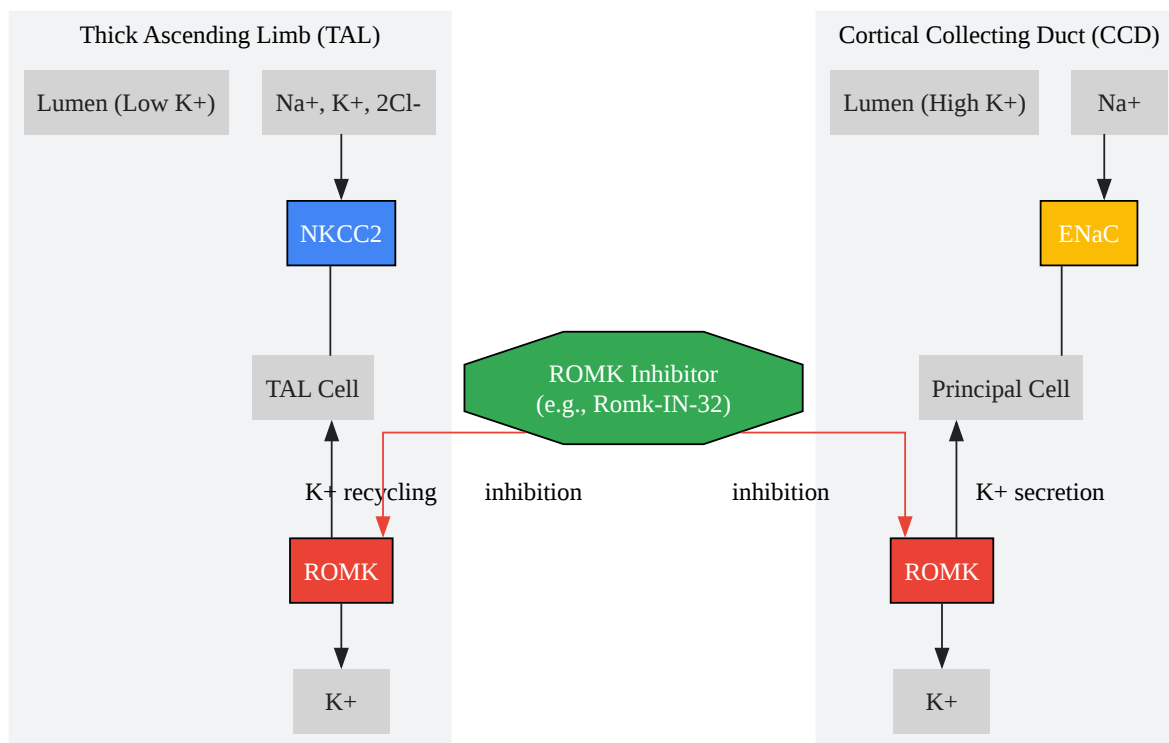 Thick Ascending Limb (TAL)
Lumen (Low K+)
Na+, K+, 2Cl-
NKCC2
TAL Cell
K+ recycling
ROMK
K+
ROMK Inhibitor
(e.g., Romk-IN-32)
inhibition
inhibition
Cortical Collecting Duct (CCD)
Lumen (High K+)
Na+
ENaC
Principal Cell
K+ secretion
ROMK
K+